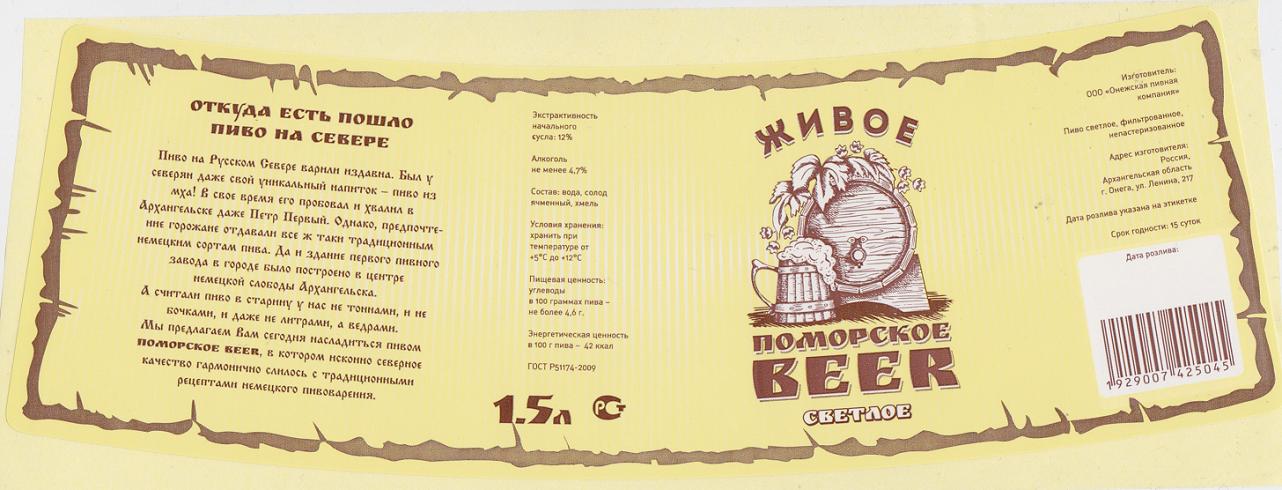 ОТКУДА ЕСТЬ ПОШЛО
ПИВО НА СЕВЕРЕ
Пиво на Русском Севере варили издавна. Был у
северян даже свой уникальный напиток – пиво из
мха! В свое время его пробовал и хвалил в
Архангельске даже Петр Первый. Однако, предпочте-
ние горожане отдавали все ж таки традиционным
немецким сортам пива. Да и здание первого пивного
завода в городе было построено в центре
немецкой слободы Архангельска.
А считали пиво в старину у нас не тоннами, и не
бочками, и даже не литрами, а ведрами.
Мы предлагаем Вам сегодня насладиться пивом
ПОМОРСКОЕ BEER, в котором исконно северное
качество гармонично слилось с традиционными
рецептами немецкого пивоварения.
Экстрактивность
начального
сусла: 12%
Алкоголь
не менее 4,7%
Состав: вода, солод
ячменный, хмель
Условия хранения:
хранить при
температуре от
+5°С до +12°С
Пищевая ценность:
углеводы
в 100 граммах пива –
не более 4,6 г.
Энергетическая ценность
в 100 г пива – 42 ккал
ГОСТ Р51174-2009
1.5л РСТ
ЖИВОЕ
ПОМОРСКОЕ
BEER
СВЕТЛОЕ
Изготовитель:
ООО «Онежская пивная
компания»
Пиво светлое, фильтрованное,
непастеризованное
Адрес изготовителя:
Россия,
Архангельская область
г. Онега, ул. Ленина, 217
Дата розлива указана на этикетке
Срок годности: 15 суток
Дата розлива:
1 929007 425045